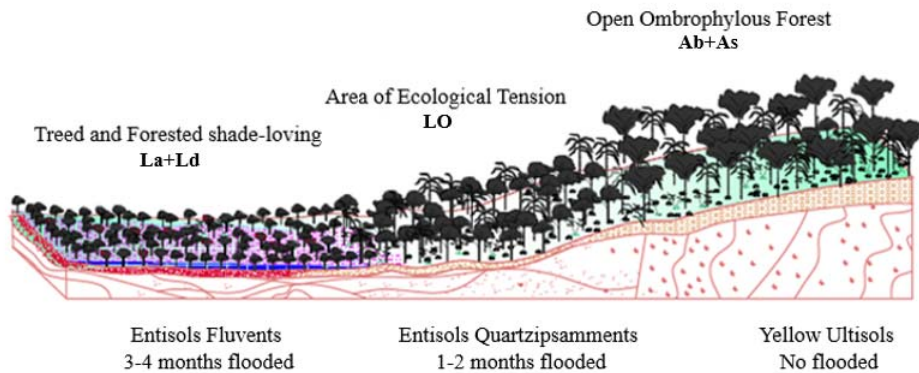 Open Ombrophylous Forest
Ab+As
Area of Ecological Tension
LO
Treed and Forested shade-loving
La+Ld
Entisols Fluvents
3-4 months flooded
Entisols Quartzipsamments
1-2 months flooded
Yellow Ultisols
No flooded